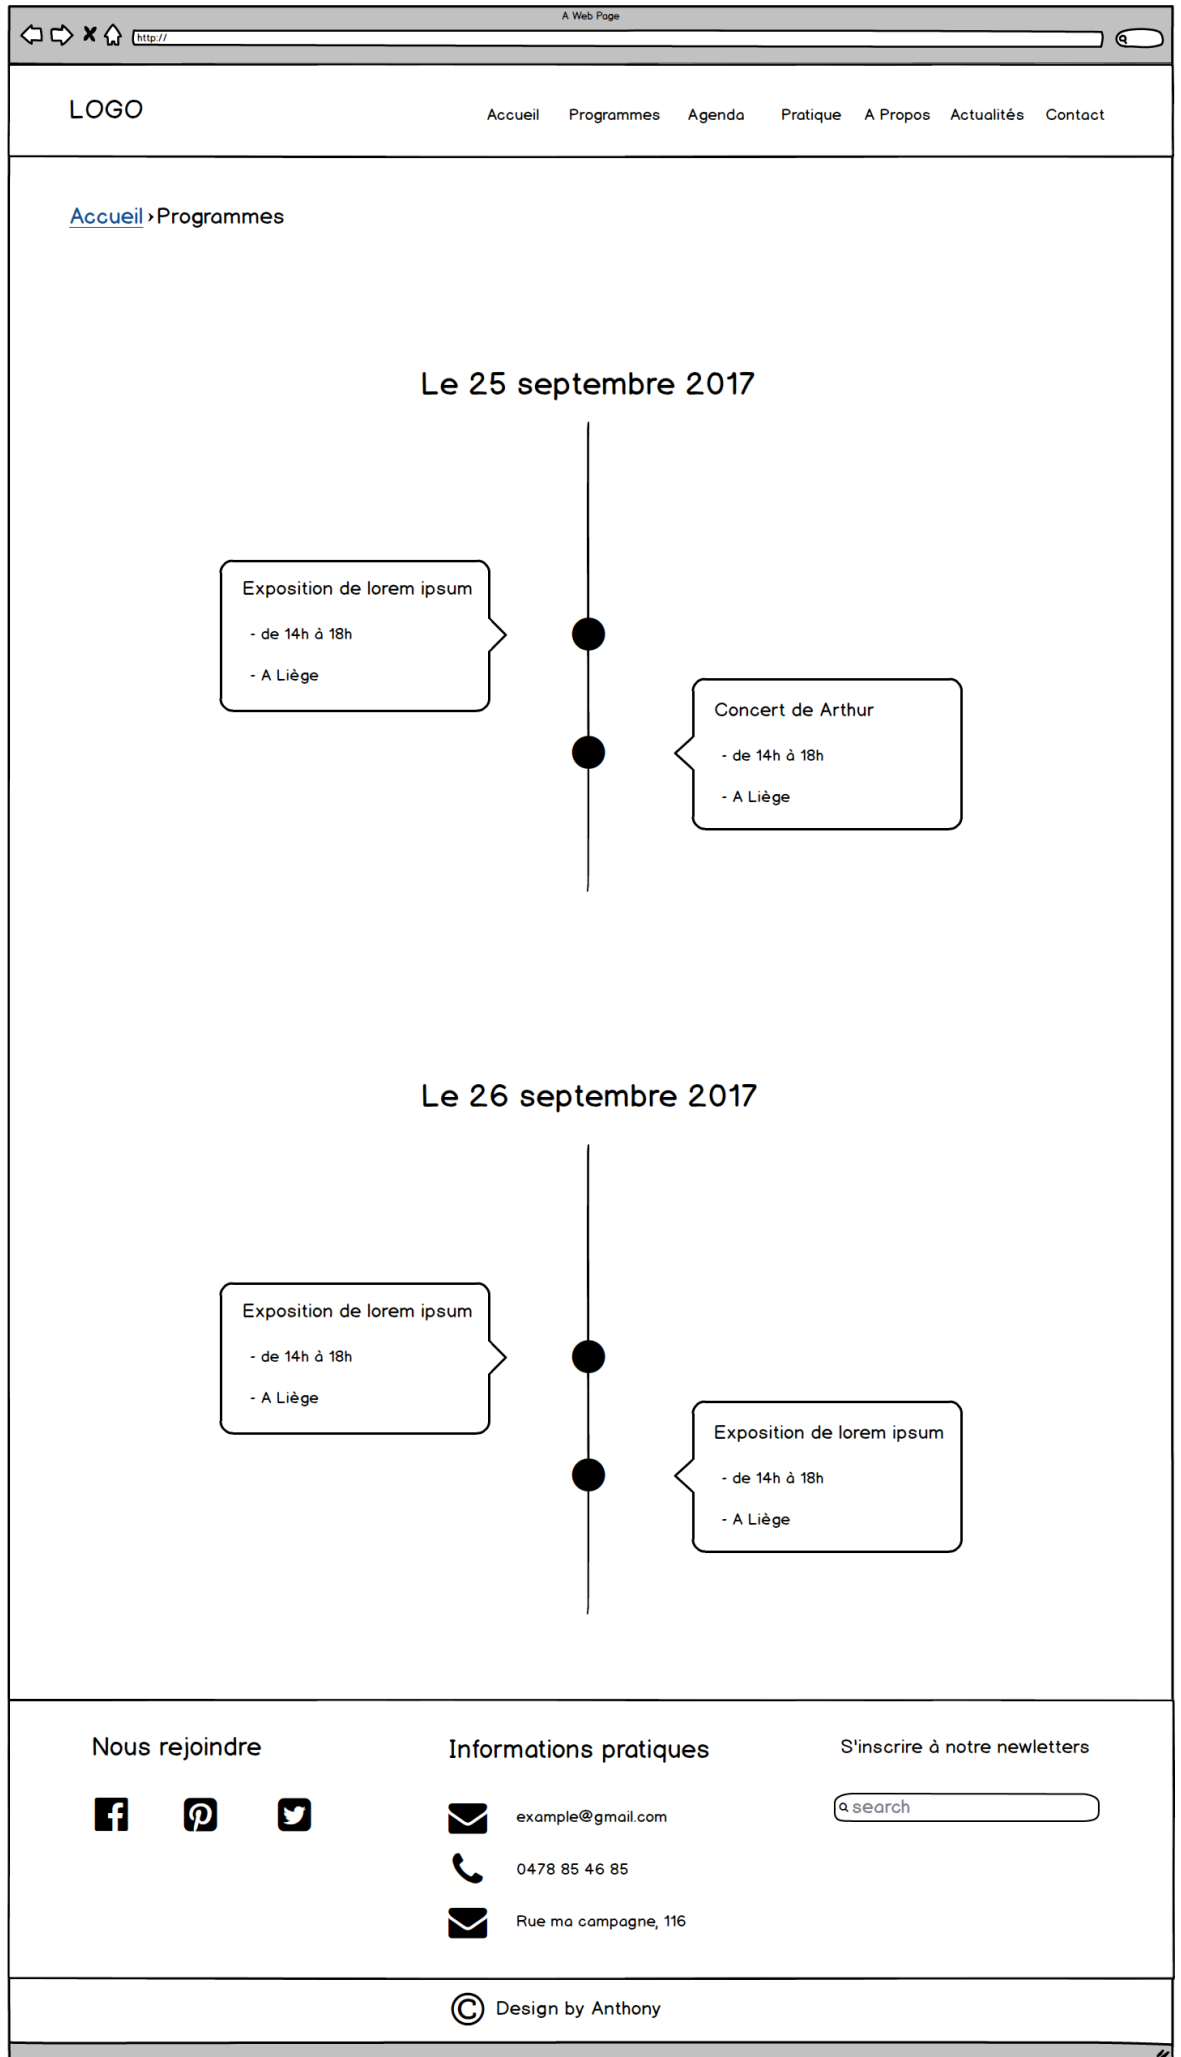 A Web Page
http://
LOGO
Accueil Programmes Agenda Pratique A Propos Actualités Contact
Accueil › Programmes
Le 25 septembre 2017
Exposition de lorem ipsum
- de 14h à 18h
- A Liège
Concert de Arthur
- de 14h à 18h
- A Liège
Le 26 septembre 2017
Exposition de lorem ipsum
- de 14h à 18h
- A Liège
Exposition de lorem ipsum
- de 14h à 18h
- A Liège
Nous rejoindre
Informations pratiques
example@gmail.com
0478 85 46 85
Rue ma campagne, 116
S'inscrire à notre newletters
search
© Design by Anthony